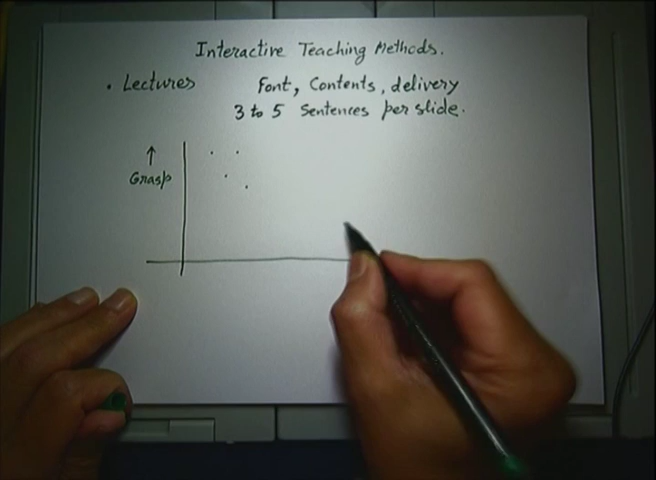 Interactive Teaching Methods.
• Lectures Font, Contents, delivery
3 to 5 Sentences per slide.
↑
Grasp